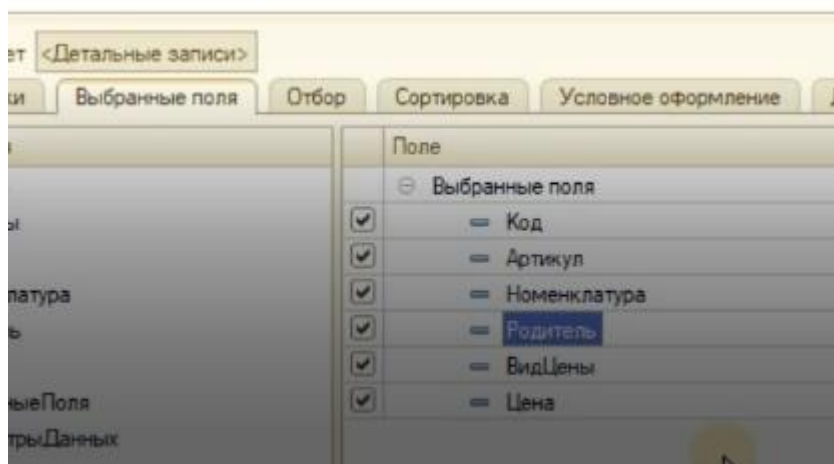 ет <Детальные записи>
ки Выбранные поля Отбор Сортировка Условное оформление
Поле
Выбранные поля
ы Код
Артикул
латура Номенклатура
ь Родитель
ВидЦены
ныеПоля Цена
трыДанных